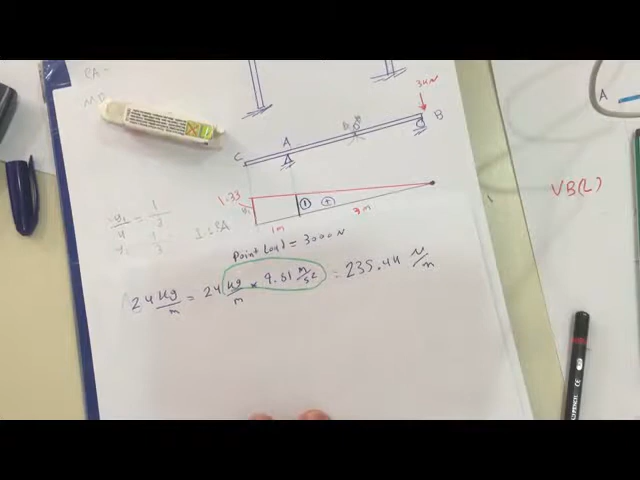 RA=
3kN
A
B
C
A
1.33
y₁
1
+
VB(L)
y₁/4 = 1/3
1m
3m
Point Load = 3000 N
24 kg/m = 24 kg/m * 9.81 m/s² = 235.44 N/m